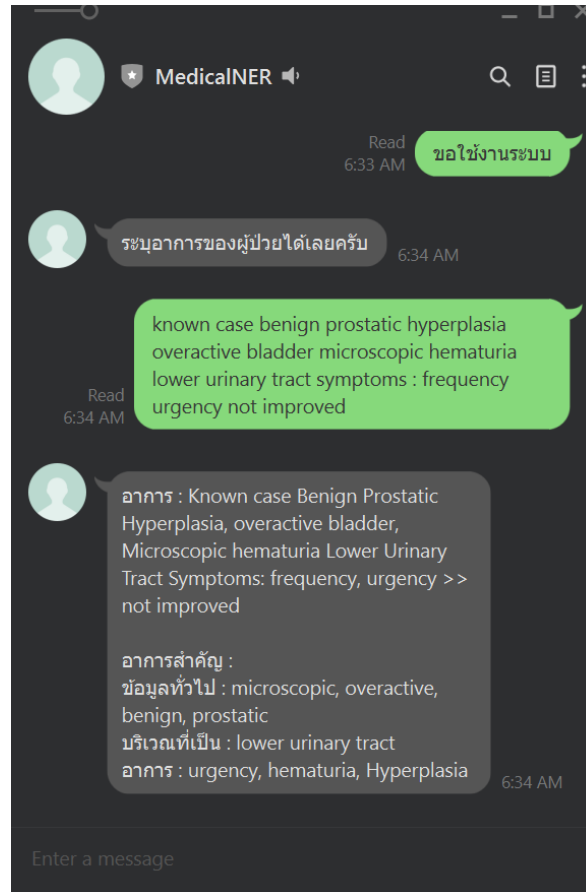 MedicalNER
Read
6:33 AM
ขอใช้งานระบบ
ระบุอาการของผู้ป่วยได้เลยครับ
6:34 AM
known case benign prostatic hyperplasia
overactive bladder microscopic hematuria
lower urinary tract symptoms : frequency
urgency not improved
Read
6:34 AM
อาการ : Known case Benign Prostatic
Hyperplasia, overactive bladder,
Microscopic hematuria Lower Urinary
Tract Symptoms: frequency, urgency >>
not improved
อาการสำคัญ :
ข้อมูลทั่วไป : microscopic, overactive,
benign, prostatic
บริเวณที่เป็น : lower urinary tract
อาการ : urgency, hematuria, Hyperplasia
6:34 AM
Enter a message